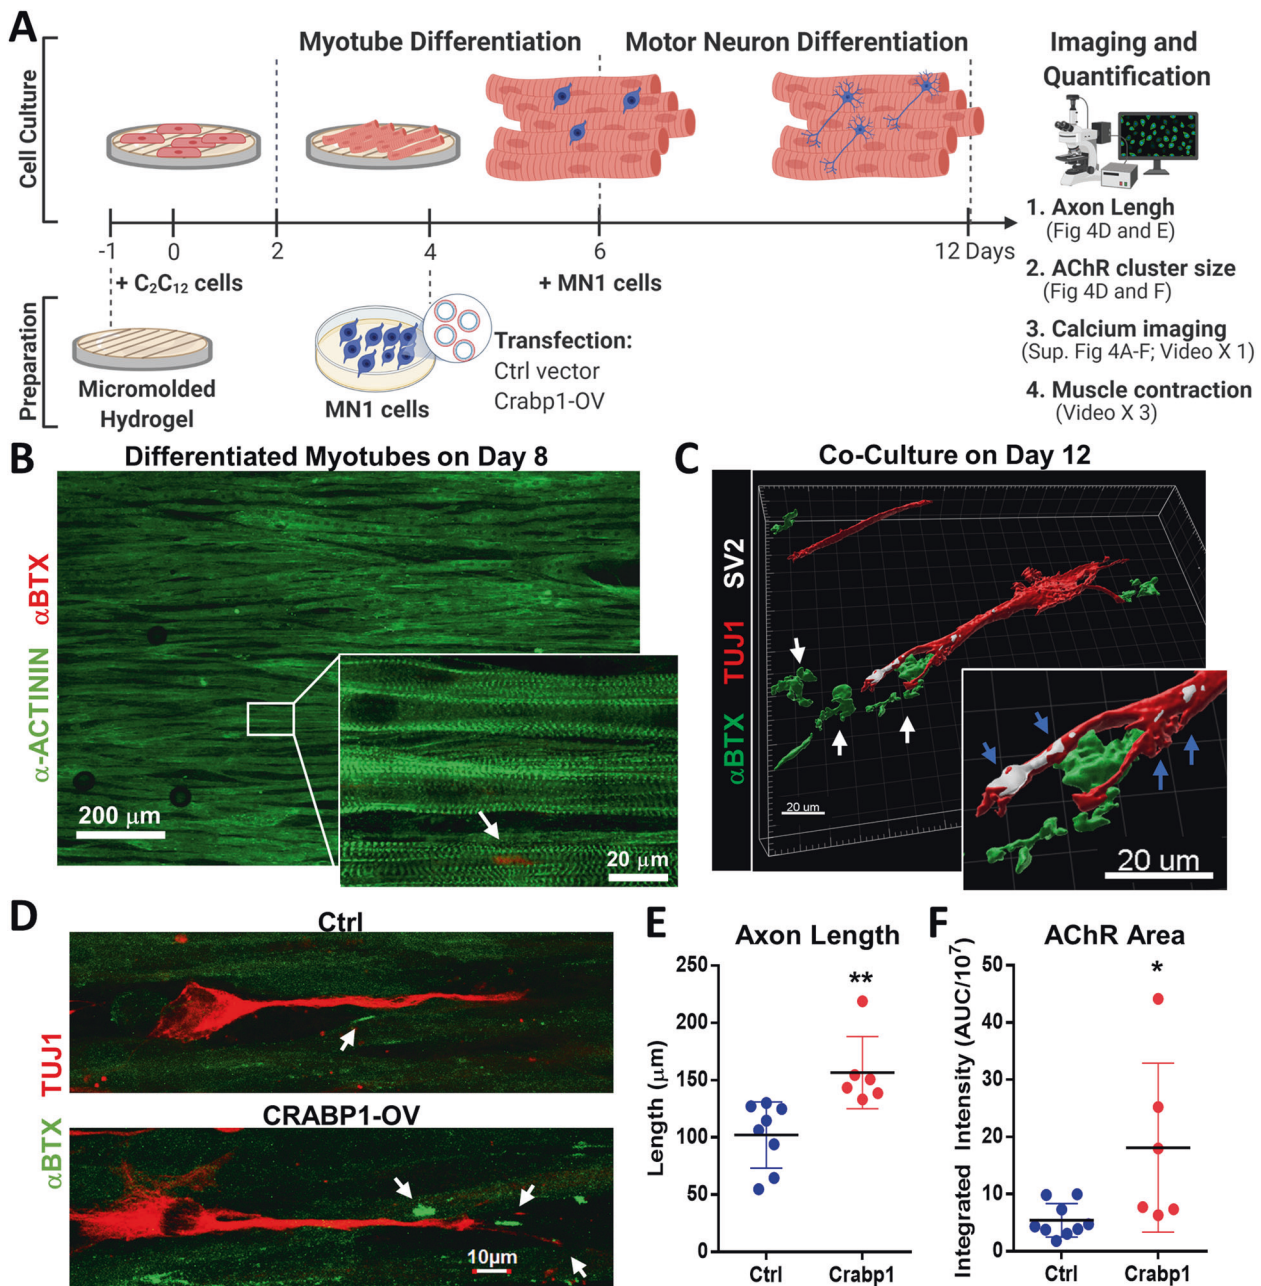 A
Myotube Differentiation
Motor Neuron Differentiation
Imaging and
Quantification
Cell Culture
-1
0
2
4
6
12 Days
+ C₂C₁₂ cells
+ MN1 cells
Preparation
Micromolded
Hydrogel
MN1 cells
Transfection:
Ctrl vector
Crabp1-OV
1. Axon Lengh
(Fig 4D and E)
2. AChR cluster size
(Fig 4D and F)
3. Calcium imaging
(Sup. Fig 4A-F; Video X 1)
4. Muscle contraction
(Video X 3)
B
Differentiated Myotubes on Day 8
α-ACTININ αBTX
200 μm
20 μm
C
Co-Culture on Day 12
αBTX TUJ1 SV2
20 um
20 um
D
Ctrl
CRABP1-OV
αBTX TUJ1
10μm
E
Axon Length
Length (μm)
250
200
150
100
50
0
**
Ctrl
Crabp1
F
AChR Area
Integrated Intensity (AUC/10⁷)
50
40
30
20
10
0
*
Ctrl
Crabp1